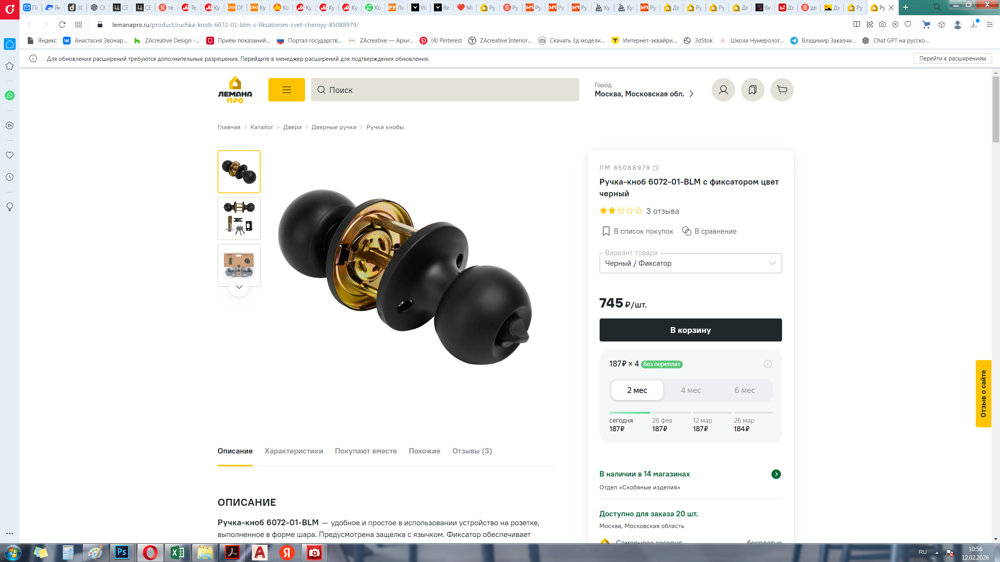 lemanapro.ru/product/ruchka-knob-6072-01-blm-s-fiksatorom-cvet-chernyy-85088979/
Яндекс
Анастасия Звонар...
ZAcreative Design -...
Приём показаний...
Портал государств...
ZAcreative — Архи...
(4) Pinterest
ZAcreative Interior...
Скачать 3д модели...
Интернет-эквайри...
3dStok
Школа Нумеролог...
Владимир Заказчи...
Chat GPT на русско...
Для обновления расширений требуются дополнительные разрешения. Перейдите в менеджер расширений для подтверждения обновления.
Перейти к расширениям
ЛЕМАНА
ПРО
Поиск
Город
Москва, Московская обл.
Главная
Каталог
Двери
Дверные ручки
Ручки кнобы
ЛМ 85088979
Ручка-кноб 6072-01-BLM с фиксатором цвет
черный
3 отзыва
В список покупок
В сравнение
Вариант товара
Черный / Фиксатор
745 ₽/шт.
В корзину
187₽ × 4 без переплат
2 мес
4 мес
6 мес
сегодня
26 фев
12 мар
26 мар
187₽
187₽
187₽
184₽
Отзыв о сайте
Описание
Характеристики
Покупают вместе
Похожие
Отзывы (3)
В наличии в 14 магазинах
Отдел «Скобяные изделия»
ОПИСАНИЕ
Ручка-кноб 6072-01-BLM — удобное и простое в использовании устройство на розетке,
выполненное в форме шара. Предусмотрена защелка с язычком. Фиксатор обеспечивает
Доступно для заказа 20 шт.
Москва, Московская область
Самовывоз сегодня
бесплатно
RU
10:56
12.02.2026